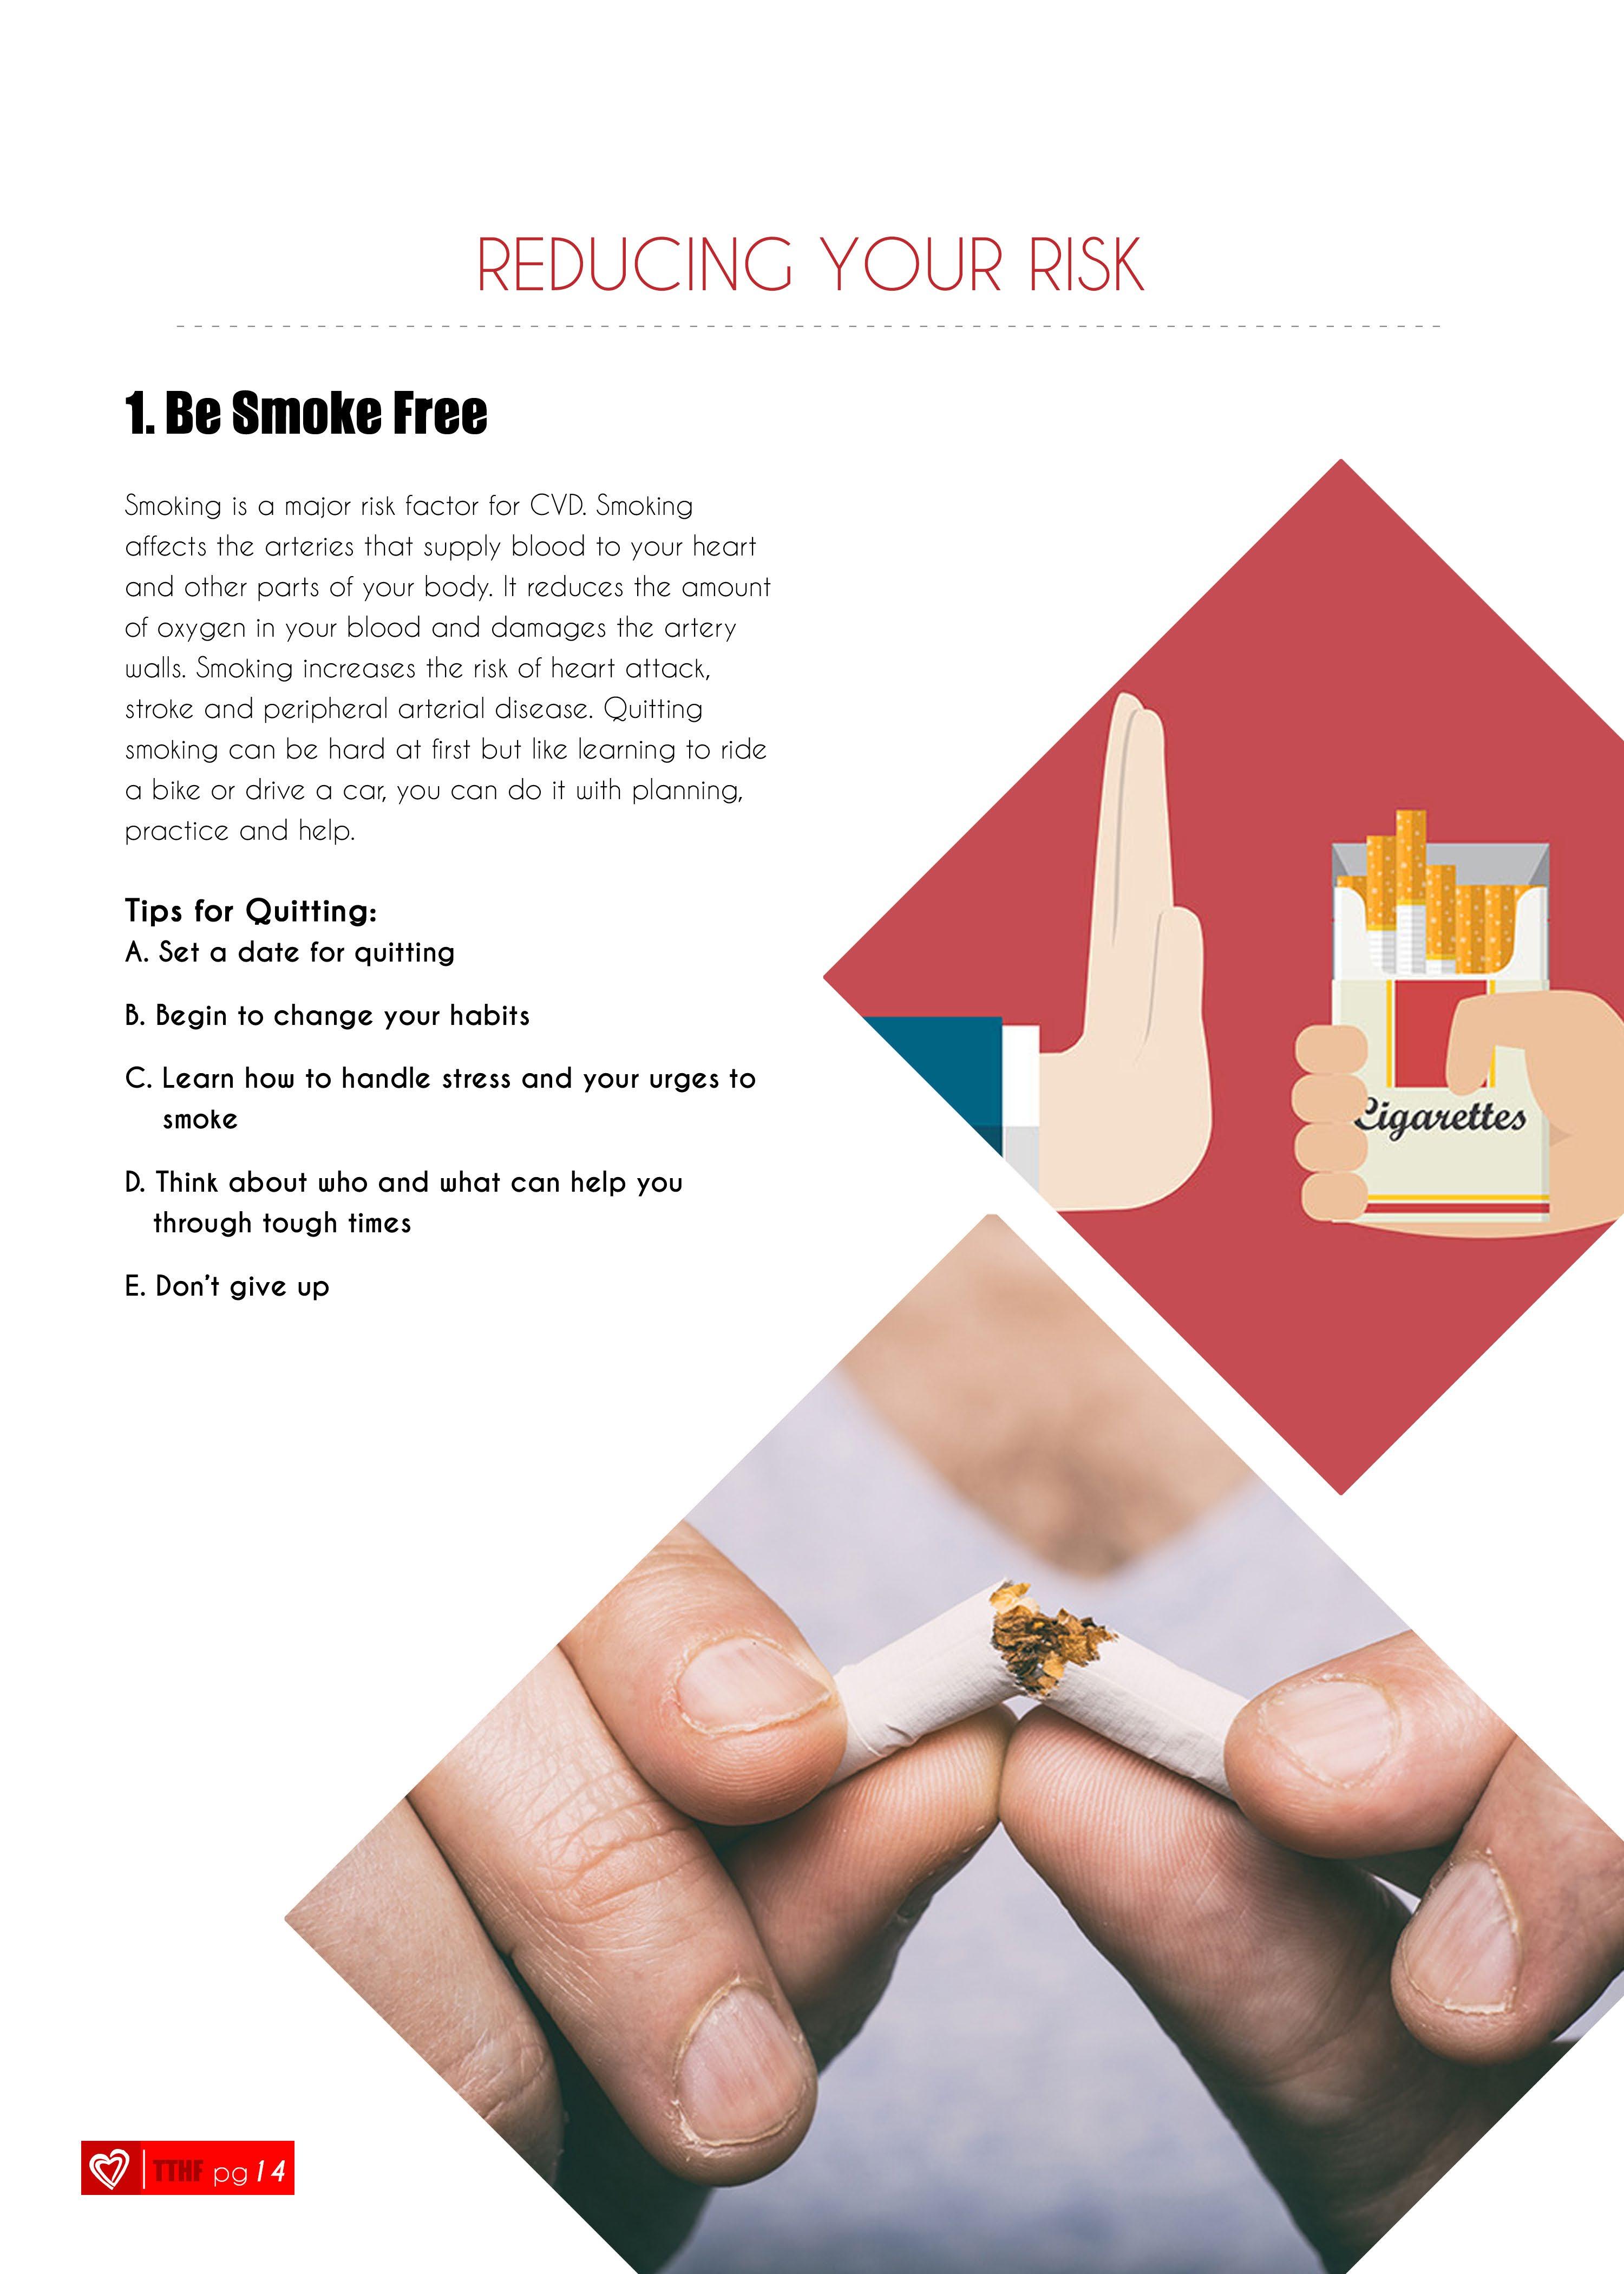 REDUCING YOUR RISK
1. Be Smoke Free
Smoking is a major risk factor for CVD. Smoking
affects the arteries that supply blood to your heart
and other parts of your body. It reduces the amount
of oxygen in your blood and damages the artery
walls. Smoking increases the risk of heart attack,
stroke and peripheral arterial disease. Quitting
smoking can be hard at first but like learning to ride
a bike or drive a car, you can do it with planning,
practice and help.
Tips for Quitting:
A. Set a date for quitting
B. Begin to change your habits
C. Learn how to handle stress and your urges to
smoke
D. Think about who and what can help you
through tough times
E. Don't give up
Cigarettes
TTHF pg 14